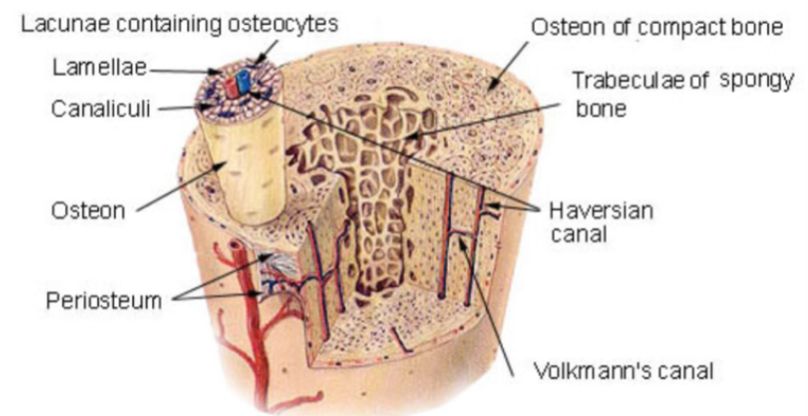 Lacunae containing osteocytes
Lamellae
Canaliculi
Osteon
Periosteum
Osteon of compact bone
Trabeculae of spongy
bone
Haversian
canal
Volkmann's canal